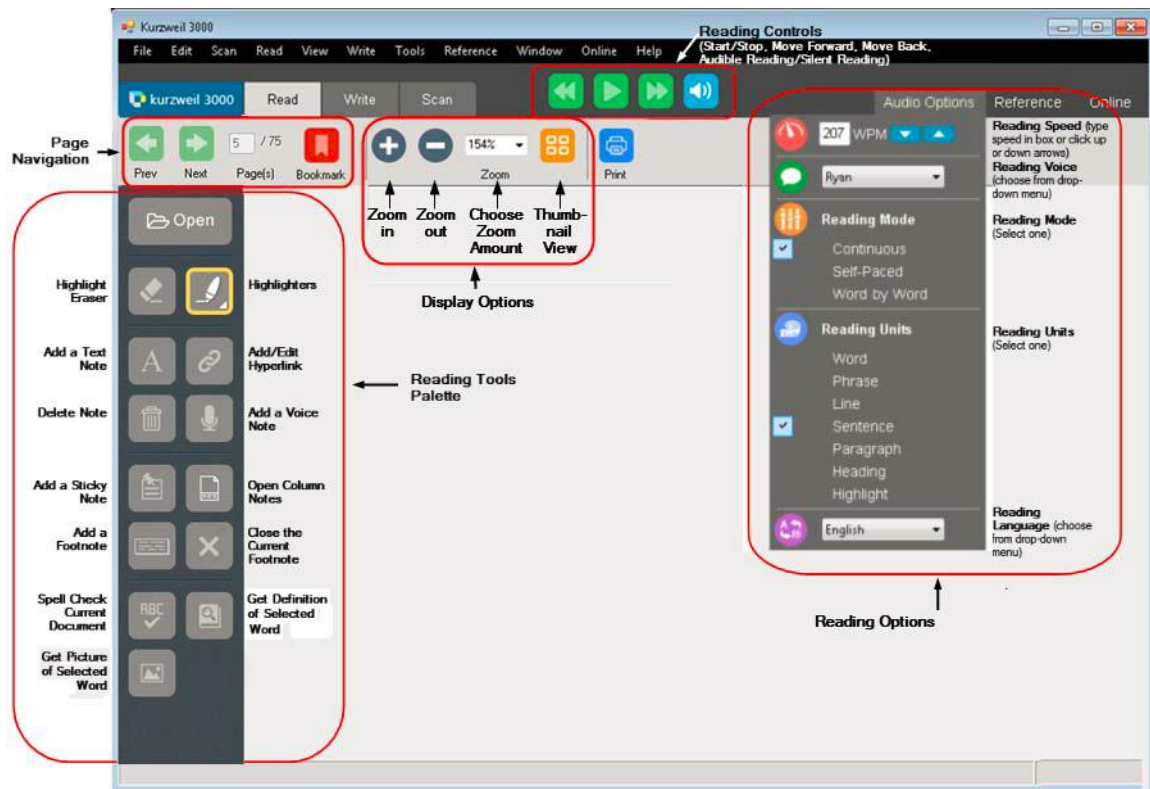 Kurzweil 3000
File Edit Scan Read View Write Tools Reference Window Online Help
Reading Controls
(Start/Stop, Move Forward, Move Back,
Audible Reading/Silent Reading)
kurzweil 3000 Read Write Scan
Audio Options Reference Online
Page
Navigation
5 / 75
Prev Next Page(s) Bookmark
154%
Zoom
Print
Zoom
in
Zoom
out
Choose
Zoom
Amount
Thumb-
nail
View
Display Options
207 WPM
Reading Speed (type
speed in box or click up
or down arrows)
Ryan
Reading Voice
(choose from drop-
down menu)
Reading Mode
Reading Mode
(Select one)
Continuous
Self-Paced
Word by Word
Reading Units
Reading Units
(Select one)
Word
Phrase
Line
Sentence
Paragraph
Heading
Highlight
English
Reading
Language (choose
from drop-down
menu)
Reading Options
Open
Highlight
Eraser
Highlighters
Add a Text
Note
A
Add/Edit
Hyperlink
Reading Tools
Palette
Delete Note
Add a Voice
Note
Add a Sticky
Note
Open Column
Notes
Add a
Footnote
Close the
Current
Footnote
Spell Check
Current
Document
ABC
Get Definition
of Selected
Word
Get Picture
of Selected
Word